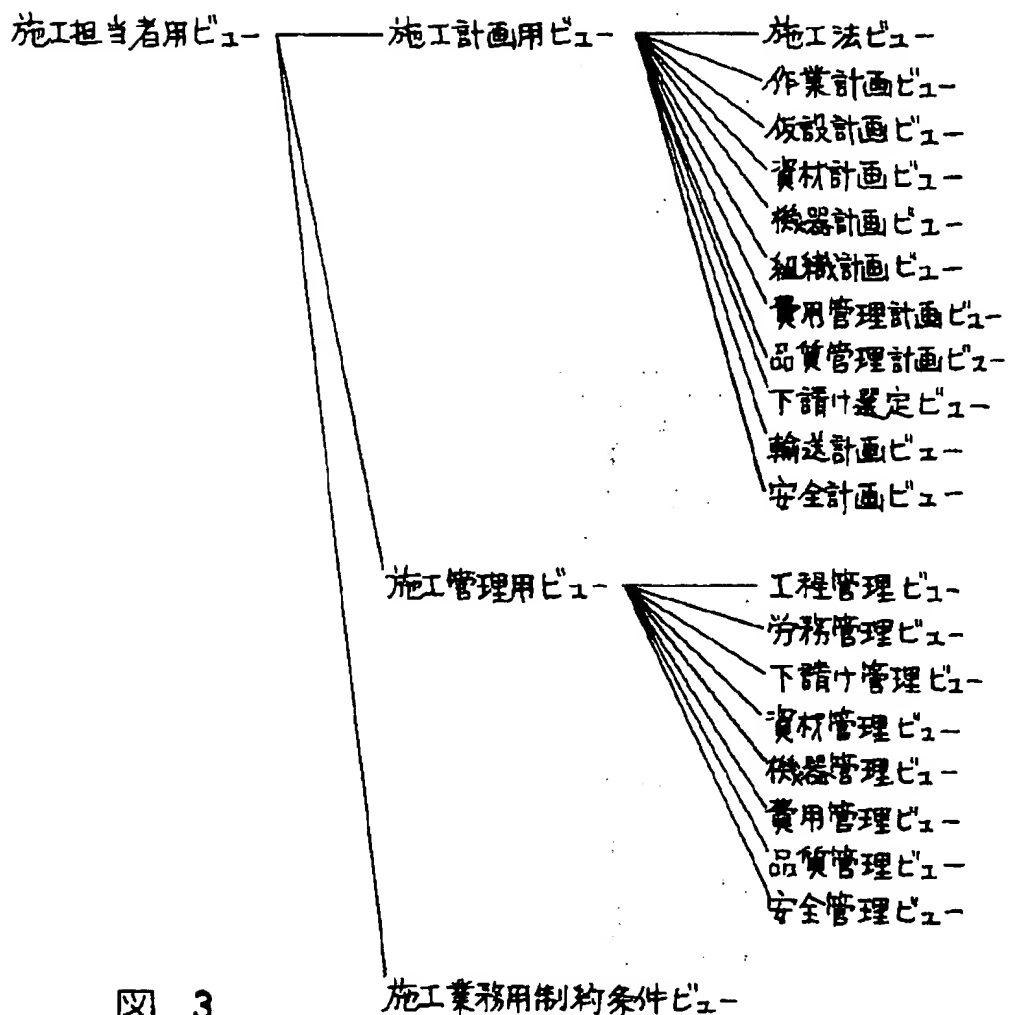 施工担当者用ビュー 施工計画用ビュー 施工法ビュー
作業計画ビュー
仮設計画ビュー
資材計画ビュー
機器計画ビュー
組織計画ビュー
費用管理計画ビュー
品質管理計画ビュー
下請け選定ビュー
輸送計画ビュー
安全計画ビュー
施工管理用ビュー 工程管理ビュー
労務管理ビュー
下請け管理ビュー
資材管理ビュー
機器管理ビュー
費用管理ビュー
品質管理ビュー
安全管理ビュー
施工業務用制約条件ビュー
図 3